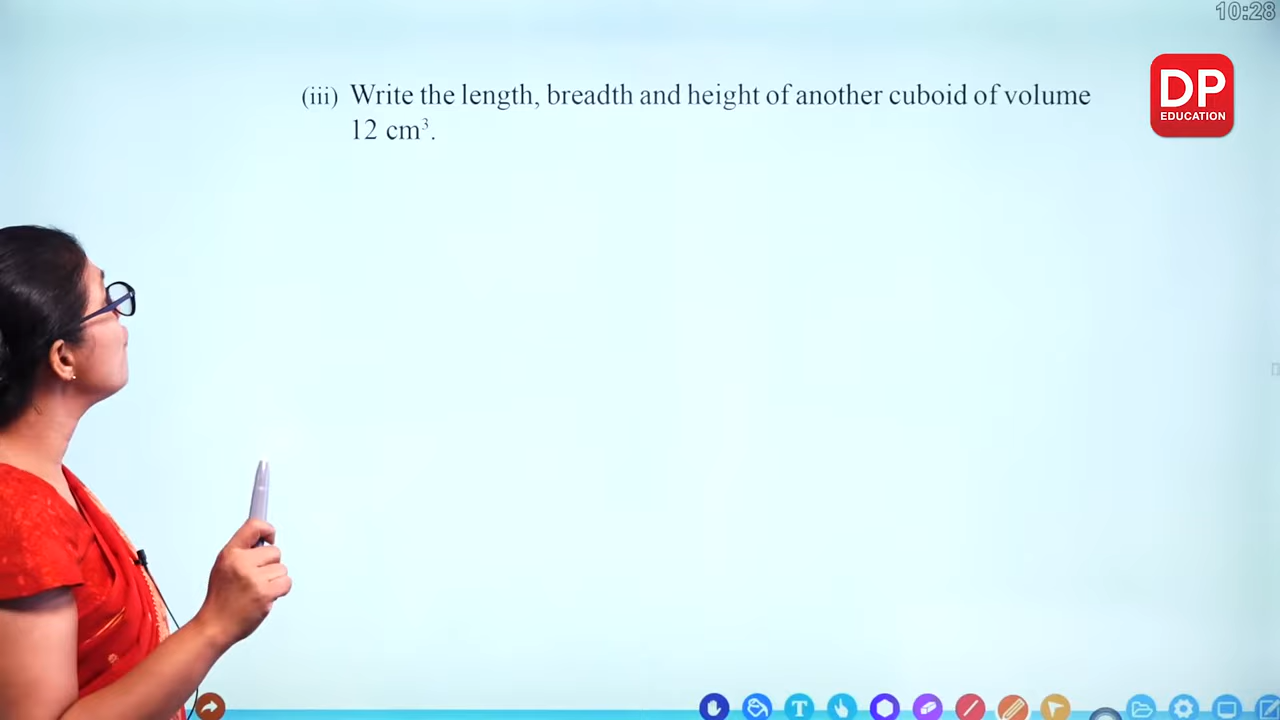 10:28
(iii) Write the length, breadth and height of another cuboid of volume
12 cm³.
DP
EDUCATION
T